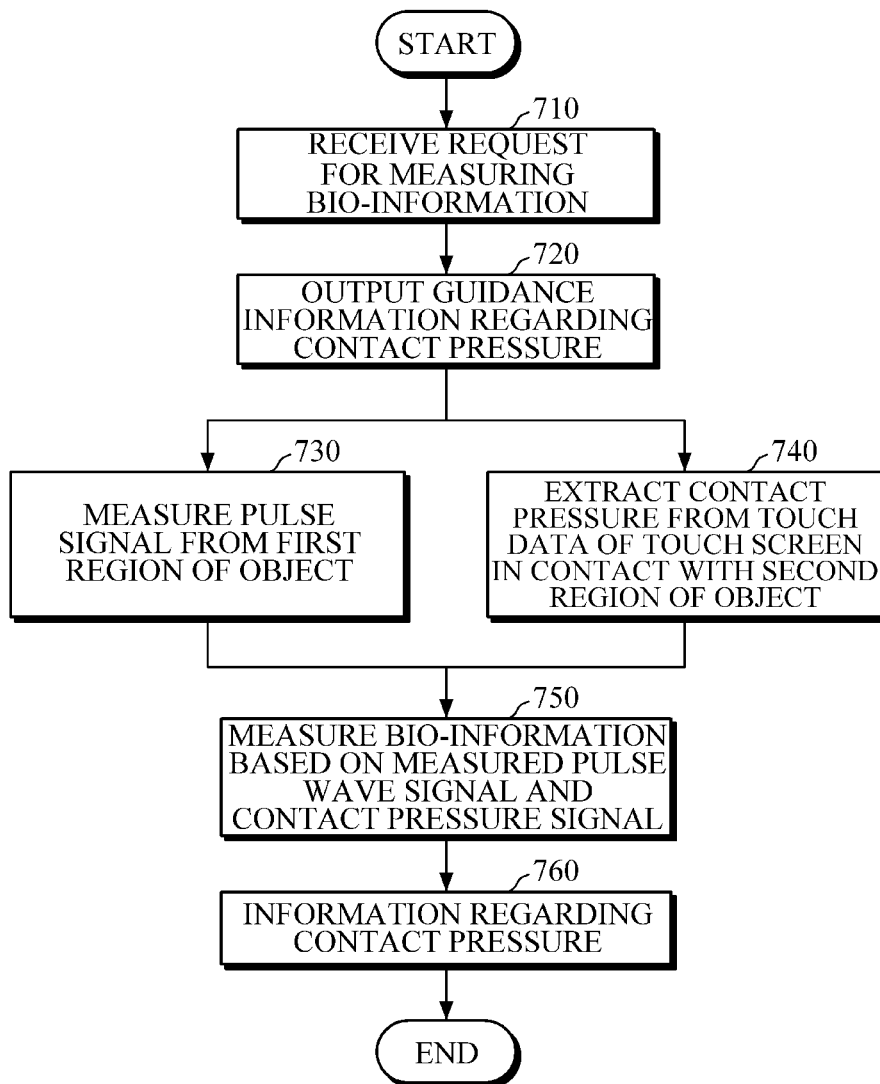 START
710
RECEIVE REQUEST
FOR MEASURING
BIO-INFORMATION
720
OUTPUT GUIDANCE
INFORMATION REGARDING
CONTACT PRESSURE
730
MEASURE PULSE
SIGNAL FROM FIRST
REGION OF OBJECT
740
EXTRACT CONTACT
PRESSURE FROM TOUCH
DATA OF TOUCH SCREEN
IN CONTACT WITH SECOND
REGION OF OBJECT
750
MEASURE BIO-INFORMATION
BASED ON MEASURED PULSE
WAVE SIGNAL AND
CONTACT PRESSURE SIGNAL
760
INFORMATION REGARDING
CONTACT PRESSURE
END